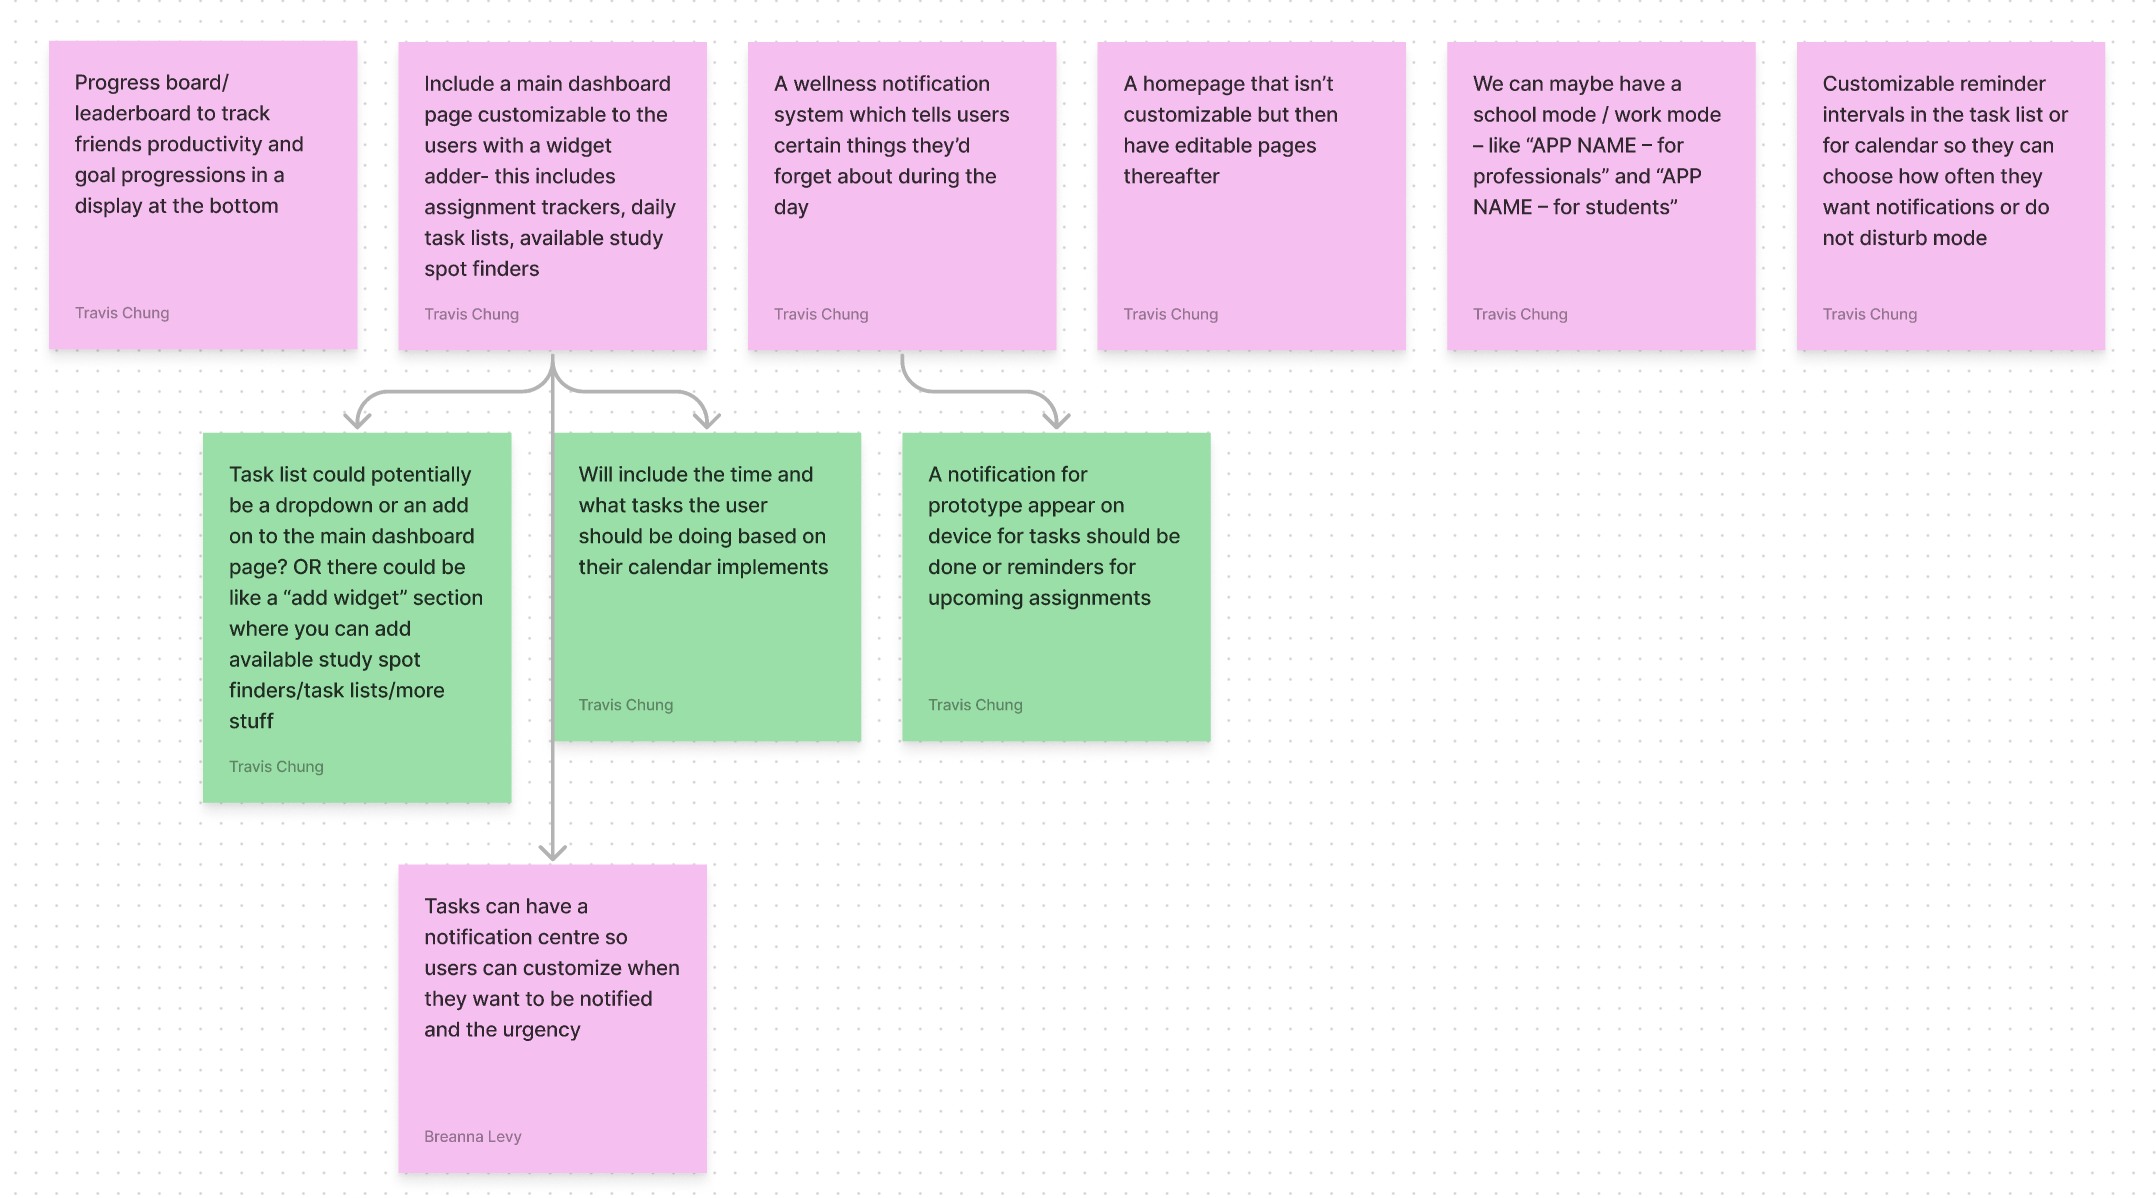 Progress board/
leaderboard to track
friends productivity and
goal progressions in a
display at the bottom
Travis Chung
Include a main dashboard
page customizable to the
users with a widget
adder- this includes
assignment trackers, daily
task lists, available study
spot finders
Travis Chung
A wellness notification
system which tells users
certain things they’d
forget about during the
day
Travis Chung
A homepage that isn’t
customizable but then
have editable pages
thereafter
Travis Chung
We can maybe have a
school mode / work mode
– like “APP NAME – for
professionals” and “APP
NAME – for students”
Travis Chung
Customizable reminder
intervals in the task list or
for calendar so they can
choose how often they
want notifications or do
not disturb mode
Travis Chung
Task list could potentially
be a dropdown or an add
on to the main dashboard
page? OR there could be
like a “add widget” section
where you can add
available study spot
finders/task lists/more
stuff
Travis Chung
Will include the time and
what tasks the user
should be doing based on
their calendar implements
Travis Chung
A notification for
prototype appear on
device for tasks should be
done or reminders for
upcoming assignments
Travis Chung
Tasks can have a
notification centre so
users can customize when
they want to be notified
and the urgency
Breanna Levy